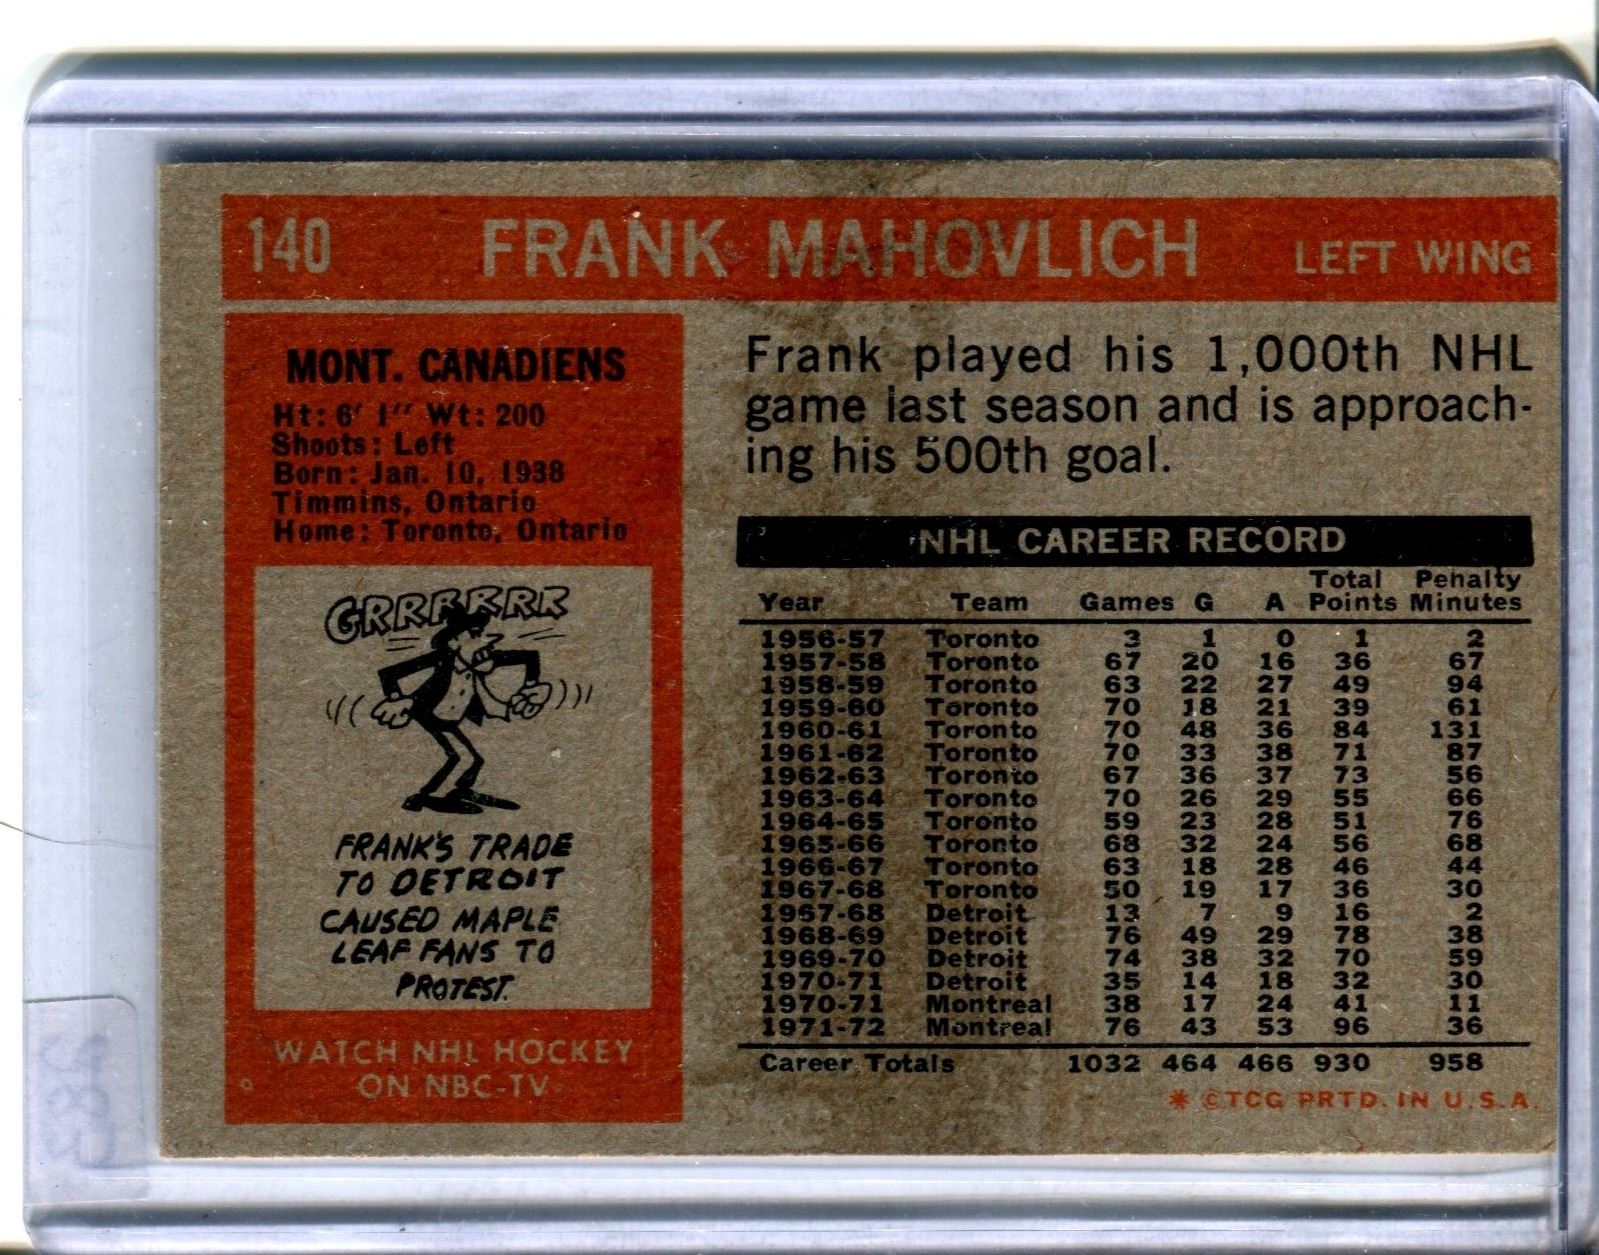 140 FRANK MAHOVLICH LEFT WING
MONT. CANADIENS
Ht: 6' 1" Wt: 200
Shoots: Left
Born: Jan. 10, 1938
Timmins, Ontario
Home: Toronto, Ontario
GRRRRRR
FRANK'S TRADE
TO DETROIT
CAUSED MAPLE
LEAF FANS TO
PROTEST.
WATCH NHL HOCKEY
ON NBC-TV
Frank played his 1,000th NHL
game last season and is approach-
ing his 500th goal.
NHL CAREER RECORD
Year Team Games G A Total Points Penalty Minutes
1956-57 Toronto 3 1 0 1 2
1957-58 Toronto 67 20 16 36 67
1958-59 Toronto 63 22 27 49 94
1959-60 Toronto 70 18 21 39 61
1960-61 Toronto 70 48 36 84 131
1961-62 Toronto 70 33 38 71 87
1962-63 Toronto 67 36 37 73 56
1963-64 Toronto 70 26 29 55 66
1964-65 Toronto 59 23 28 51 76
1965-66 Toronto 68 32 24 56 68
1966-67 Toronto 63 18 28 46 44
1967-68 Toronto 50 19 17 36 30
1967-68 Detroit 13 7 9 16 2
1968-69 Detroit 76 49 29 78 38
1969-70 Detroit 74 38 32 70 59
1970-71 Detroit 35 14 18 32 30
1970-71 Montreal 38 17 24 41 11
1971-72 Montreal 76 43 53 96 36
Career Totals 1032 464 466 930 958
* ©TCG PRTD. IN U.S.A.